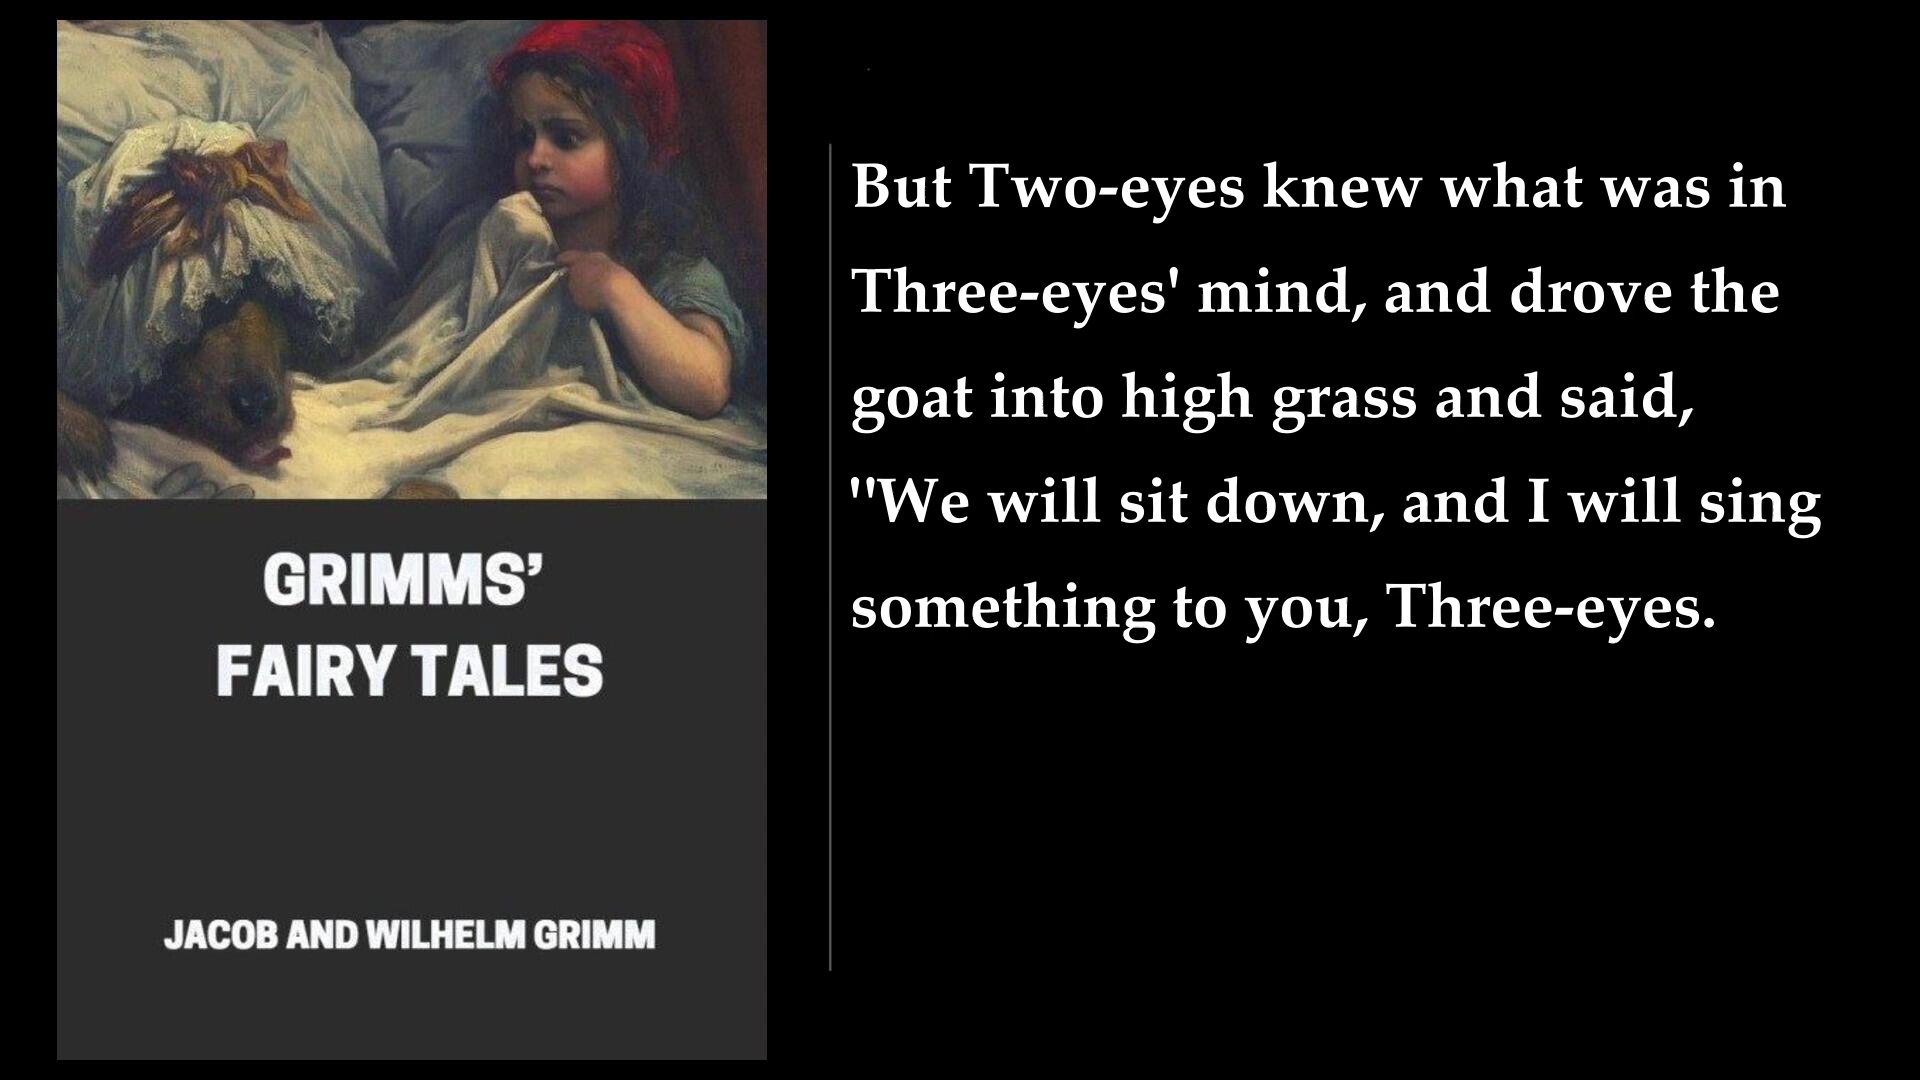 GRIMMS’
FAIRY TALES
JACOB AND WILHELM GRIMM
But Two-eyes knew what was in
Three-eyes' mind, and drove the
goat into high grass and said,
"We will sit down, and I will sing
something to you, Three-eyes.